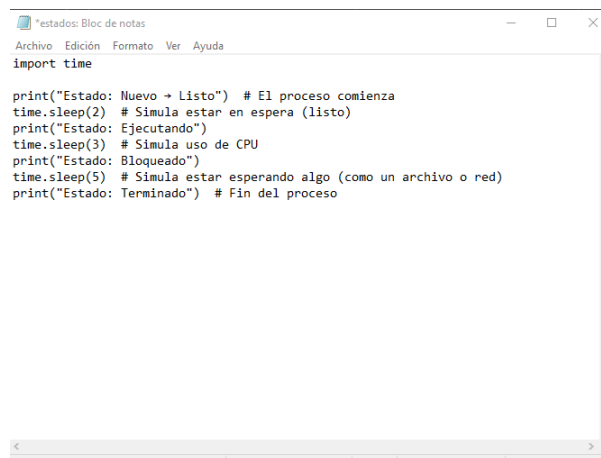 *estados: Bloc de notas
Archivo Edición Formato Ver Ayuda
import time
print("Estado: Nuevo → Listo")  # El proceso comienza
time.sleep(2)  # Simula estar en espera (listo)
print("Estado: Ejecutando")
time.sleep(3)  # Simula uso de CPU
print("Estado: Bloqueado")
time.sleep(5)  # Simula estar esperando algo (como un archivo o red)
print("Estado: Terminado")  # Fin del proceso